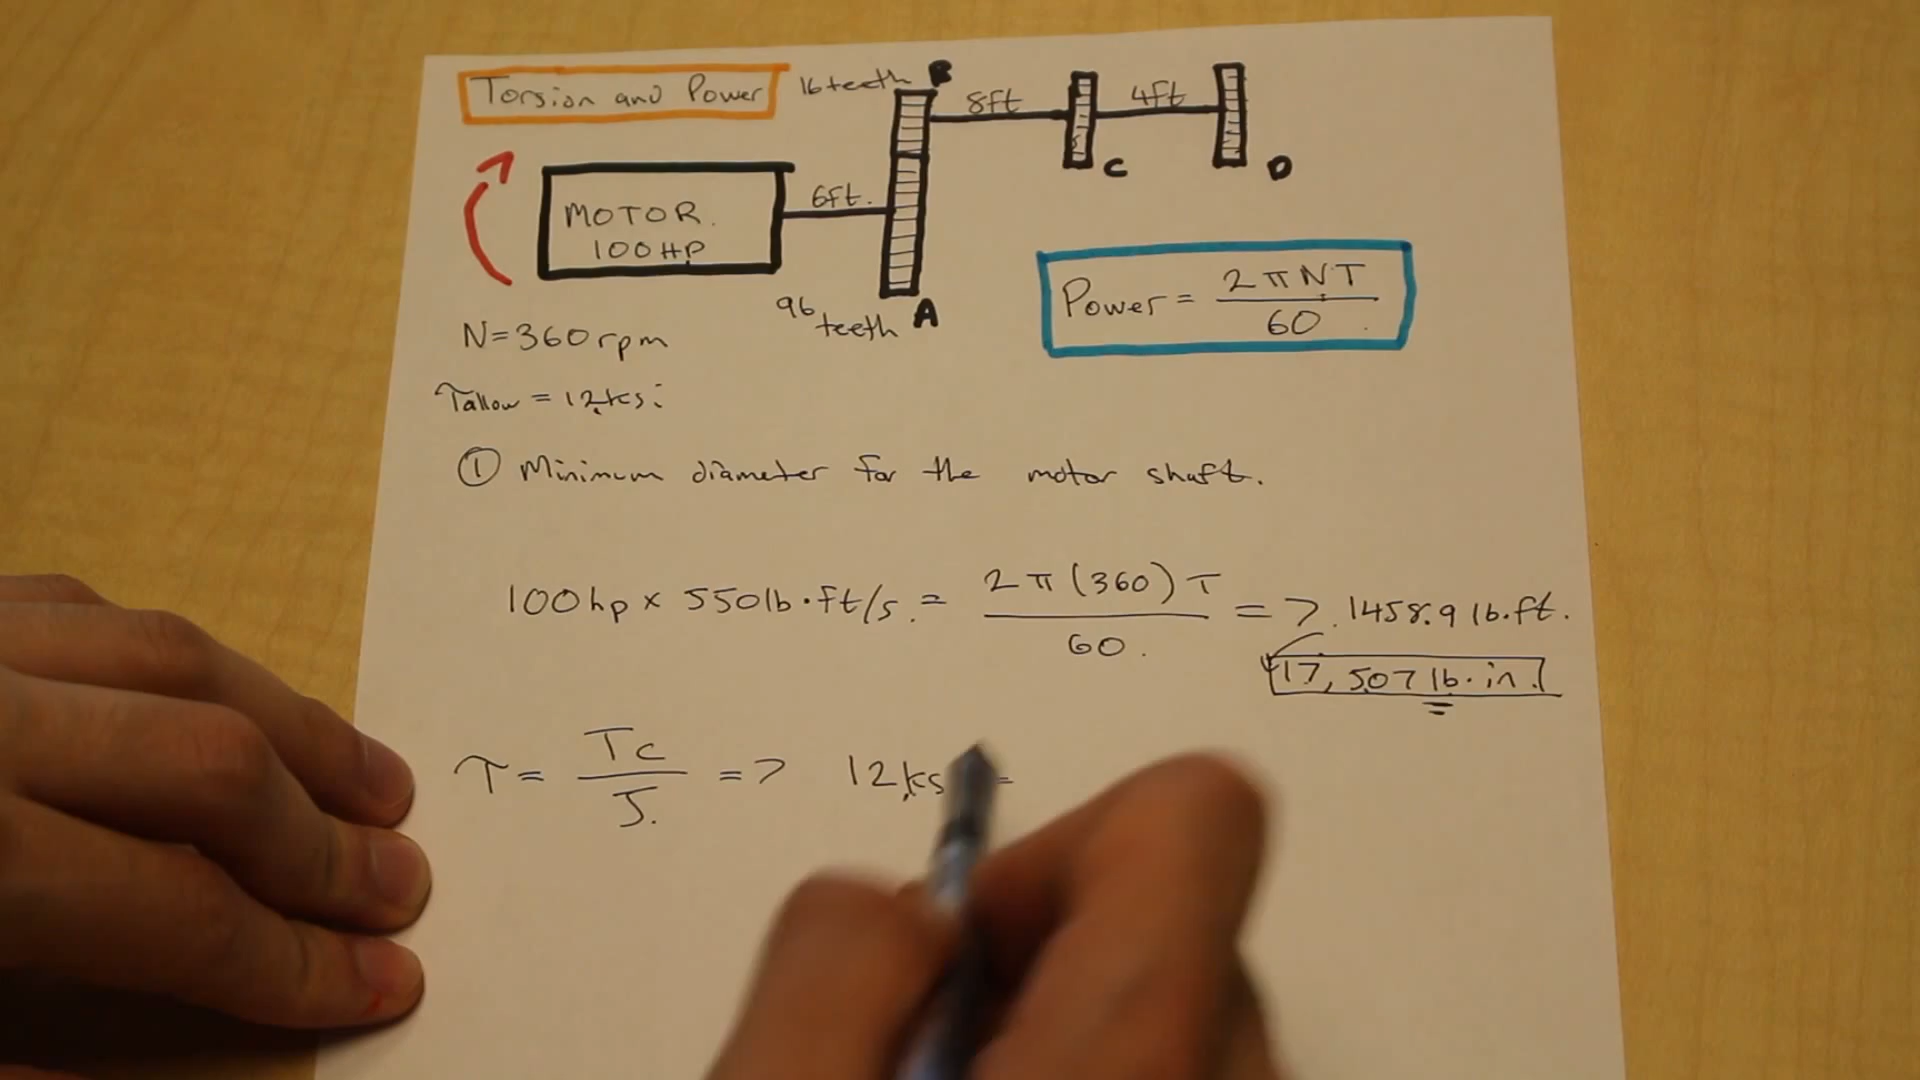 Torsion and Power
16 teeth B
8ft
4ft
C
D
6ft.
MOTOR.
100HP
96
teeth A
Power = 2πNT
60
N=360rpm
τallow = 12ksi
① Minimum diameter for the motor shaft.
100hp x 550lb·ft/s. = 2π(360)T
60.
=> 1458.9 lb.ft.
17,507 lb·in.
τ = Tc
J.
=> 12ks =